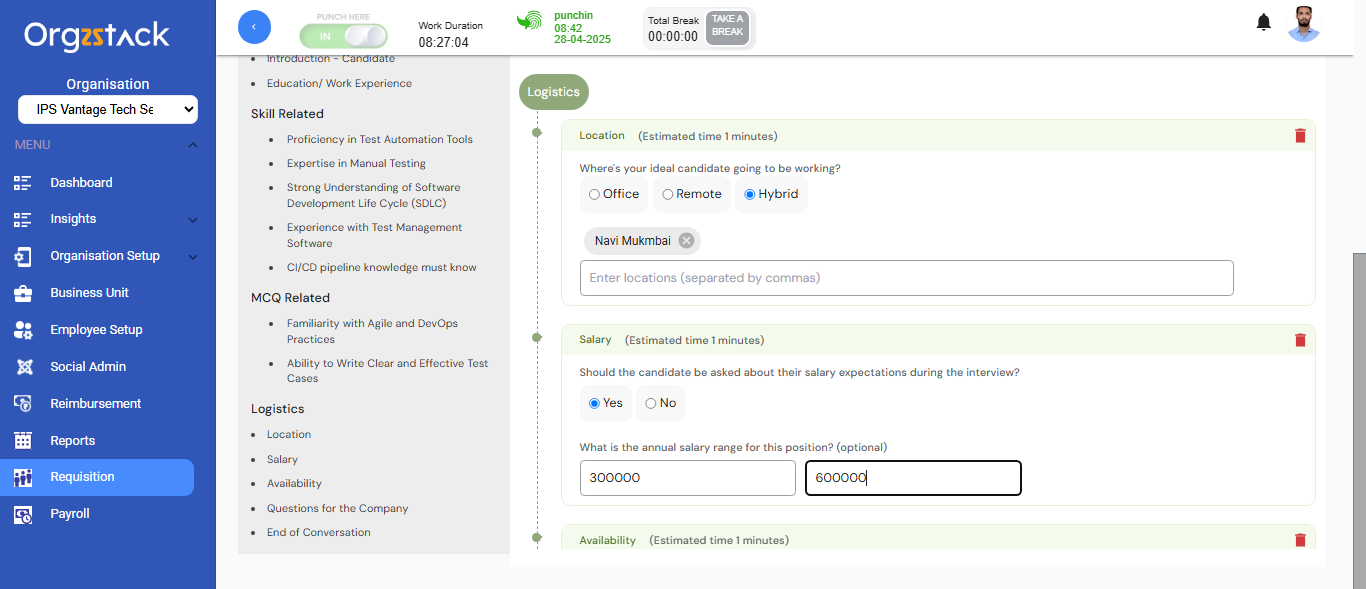 Orgzstack
Organisation
IPS Vantage Tech Se
MENU
Dashboard
Insights
Organisation Setup
Business Unit
Employee Setup
Social Admin
Reimbursement
Reports
Requisition
Payroll
PUNCH HERE
IN
Work Duration
08:27:04
punchin
08:42
28-04-2025
Total Break
00:00:00
TAKE A
BREAK
Introduction - Candidate
Education/ Work Experience
Skill Related
Proficiency in Test Automation Tools
Expertise in Manual Testing
Strong Understanding of Software
Development Life Cycle (SDLC)
Experience with Test Management
Software
CI/CD pipeline knowledge must know
MCQ Related
Familiarity with Agile and DevOps
Practices
Ability to Write Clear and Effective Test
Cases
Logistics
Location
Salary
Availability
Questions for the Company
End of Conversation
Logistics
Location (Estimated time 1 minutes)
Where's your ideal candidate going to be working?
Office Remote Hybrid
Navi Mukmbai
Enter locations (separated by commas)
Salary (Estimated time 1 minutes)
Should the candidate be asked about their salary expectations during the interview?
Yes No
What is the annual salary range for this position? (optional)
300000 600000
Availability (Estimated time 1 minutes)